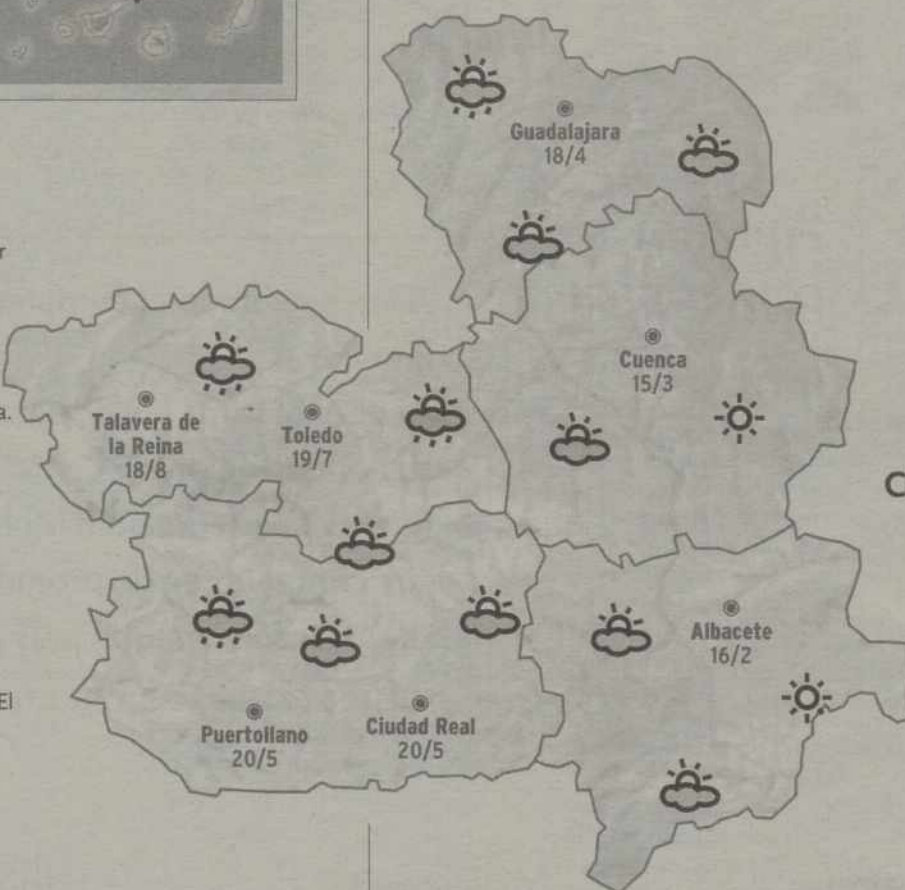 Guadalajara
18/4
r
Cuenca
15/3
a.
Talavera de
la Reina
18/8
Toledo
19/7
C
Albacete
16/2
El
Puertollano
20/5
Ciudad Real
20/5